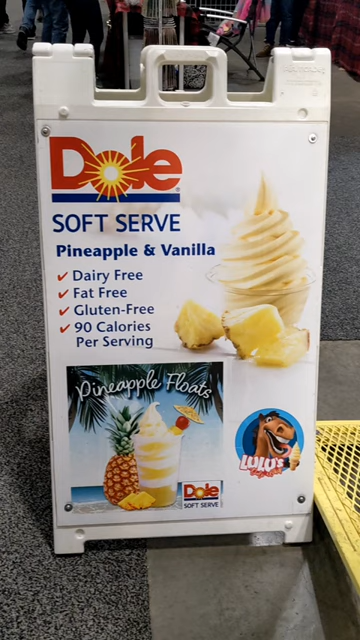 Dole
SOFT SERVE
Pineapple & Vanilla
Dairy Free
Fat Free
Gluten-Free
90 Calories
Per Serving
Pineapple Floats
Dole
SOFT SERVE
LULU's